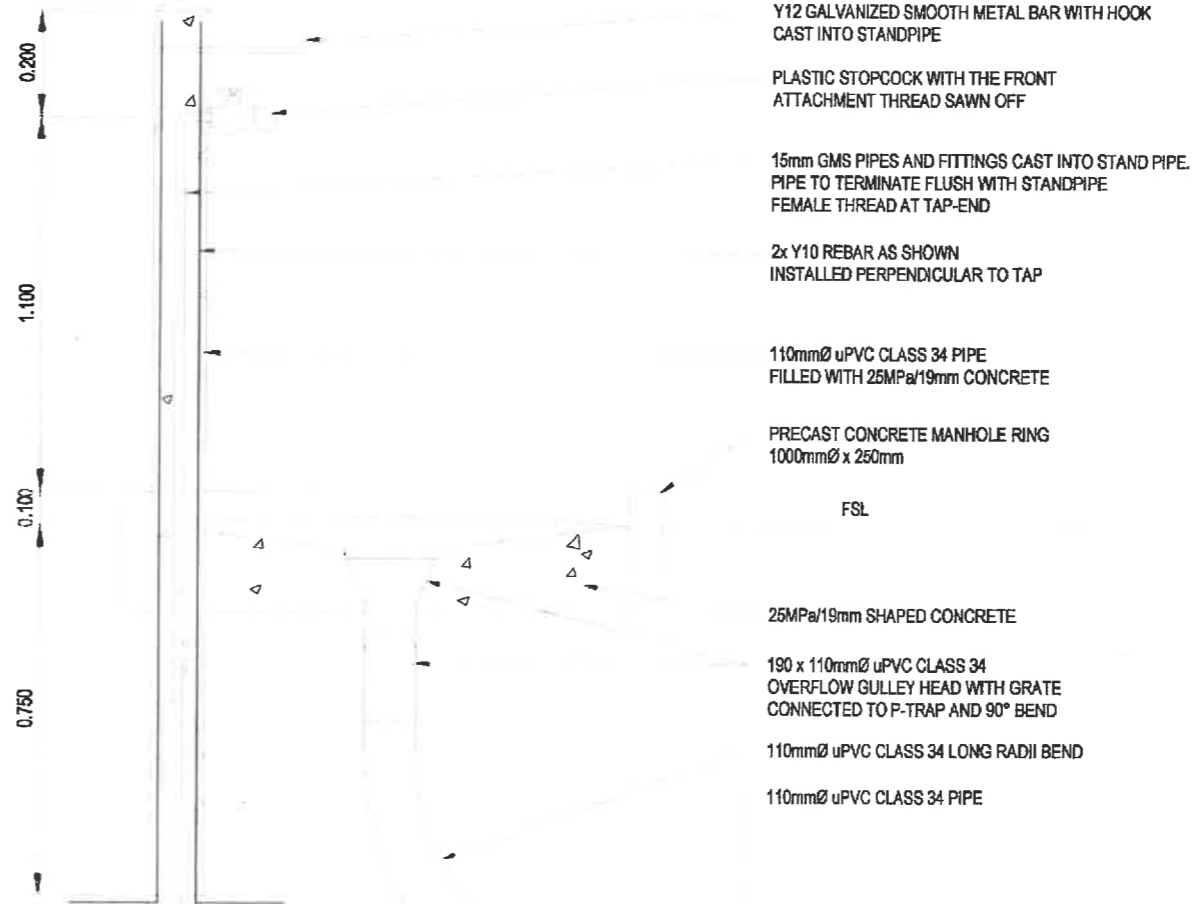 Y12 GALVANIZED SMOOTH METAL BAR WITH HOOK
CAST INTO STANDPIPE
0.200
PLASTIC STOPCOCK WITH THE FRONT
ATTACHMENT THREAD SAWN OFF
15mm GMS PIPES AND FITTINGS CAST INTO STAND PIPE.
PIPE TO TERMINATE FLUSH WITH STANDPIPE
FEMALE THREAD AT TAP-END
2x Y10 REBAR AS SHOWN
INSTALLED PERPENDICULAR TO TAP
1.100
110mmØ uPVC CLASS 34 PIPE
FILLED WITH 25MPa/19mm CONCRETE
PRECAST CONCRETE MANHOLE RING
1000mmØ x 250mm
0.100
FSL
25MPa/19mm SHAPED CONCRETE
190 x 110mmØ uPVC CLASS 34
OVERFLOW GULLEY HEAD WITH GRATE
CONNECTED TO P-TRAP AND 90° BEND
0.750
110mmØ uPVC CLASS 34 LONG RADII BEND
110mmØ uPVC CLASS 34 PIPE